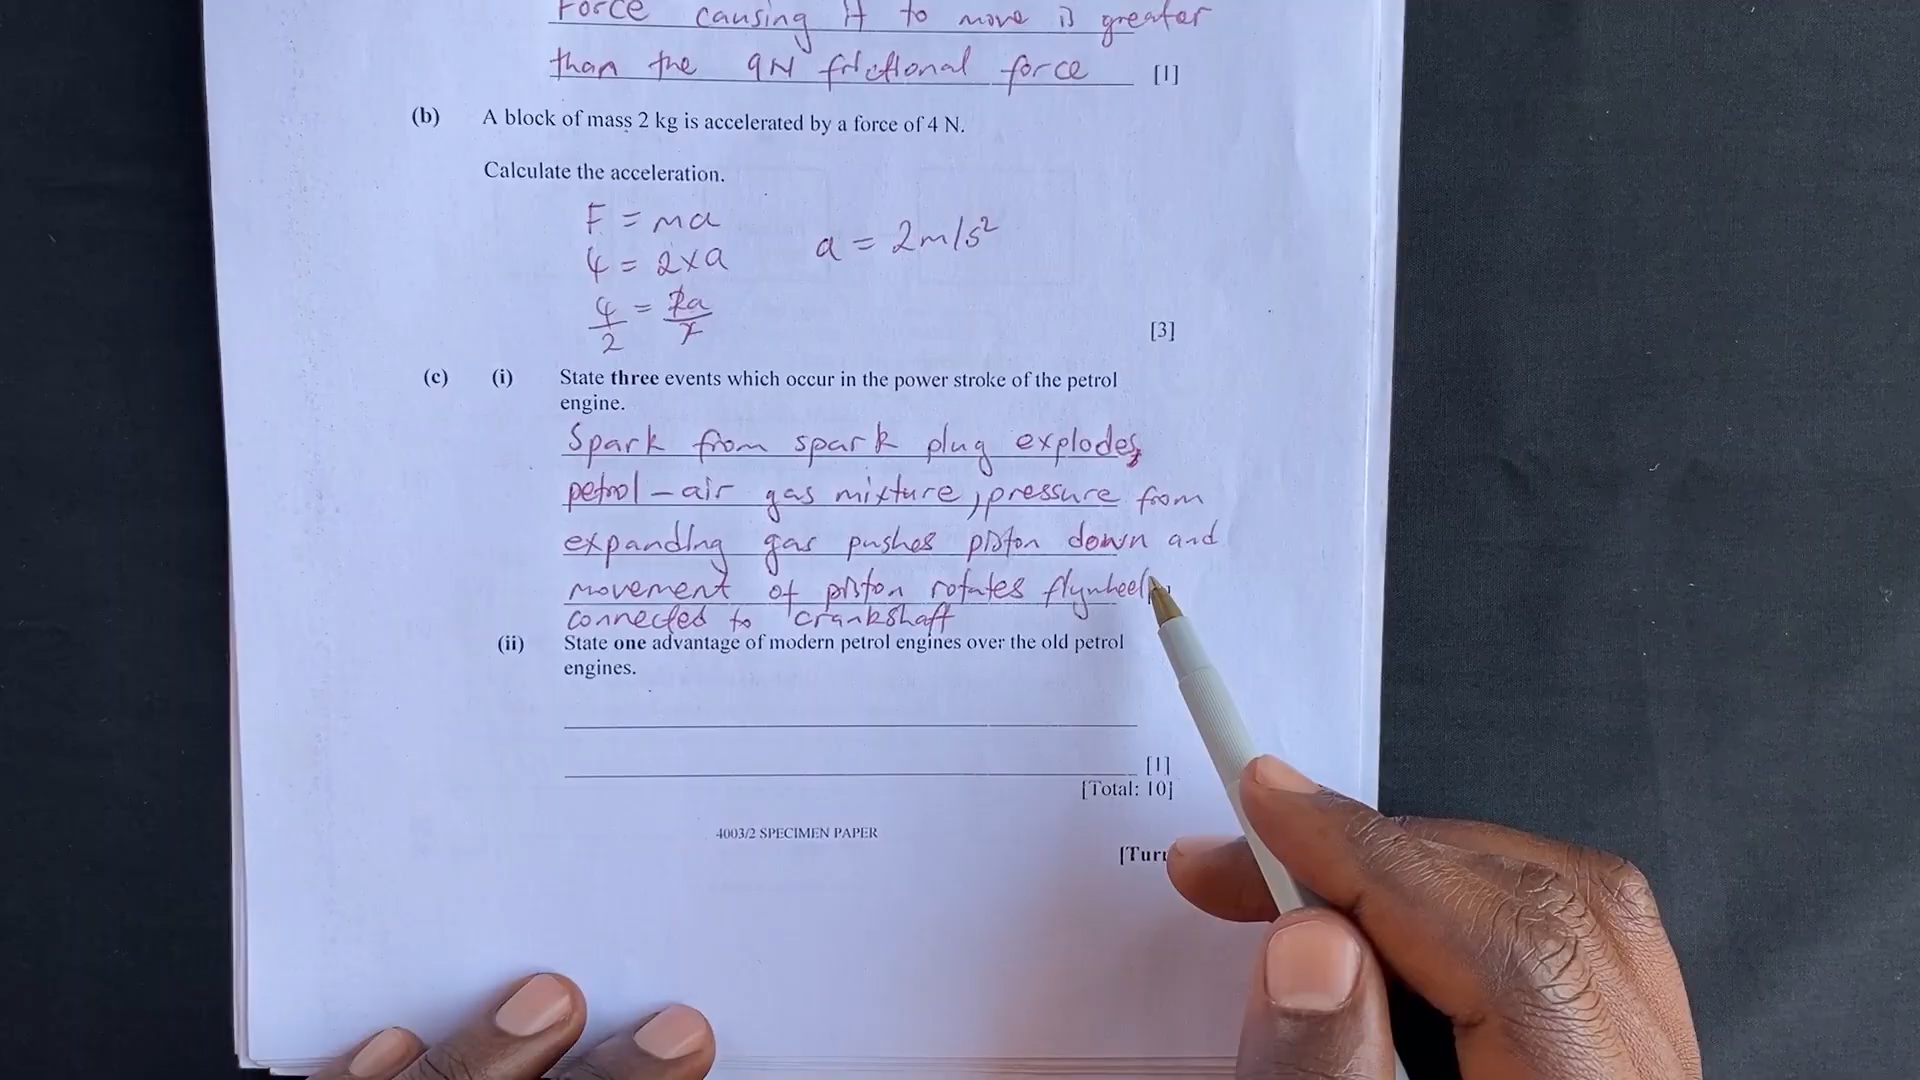 Force causing it to move is greater
than the 9N frictional force [1]
(b) A block of mass 2 kg is accelerated by a force of 4 N.
Calculate the acceleration.
F = ma
4 = 2×a
4/2 = 2a/2
a = 2m/s²
[3]
(c) (i) State three events which occur in the power stroke of the petrol
engine.
Spark from spark plug explodes
petrol-air gas mixture, pressure from
expanding gas pushes piston down and
movement of piston rotates flywheel
connected to crankshaft
(ii) State one advantage of modern petrol engines over the old petrol
engines.
[1]
[Total: 10]
4003/2 SPECIMEN PAPER